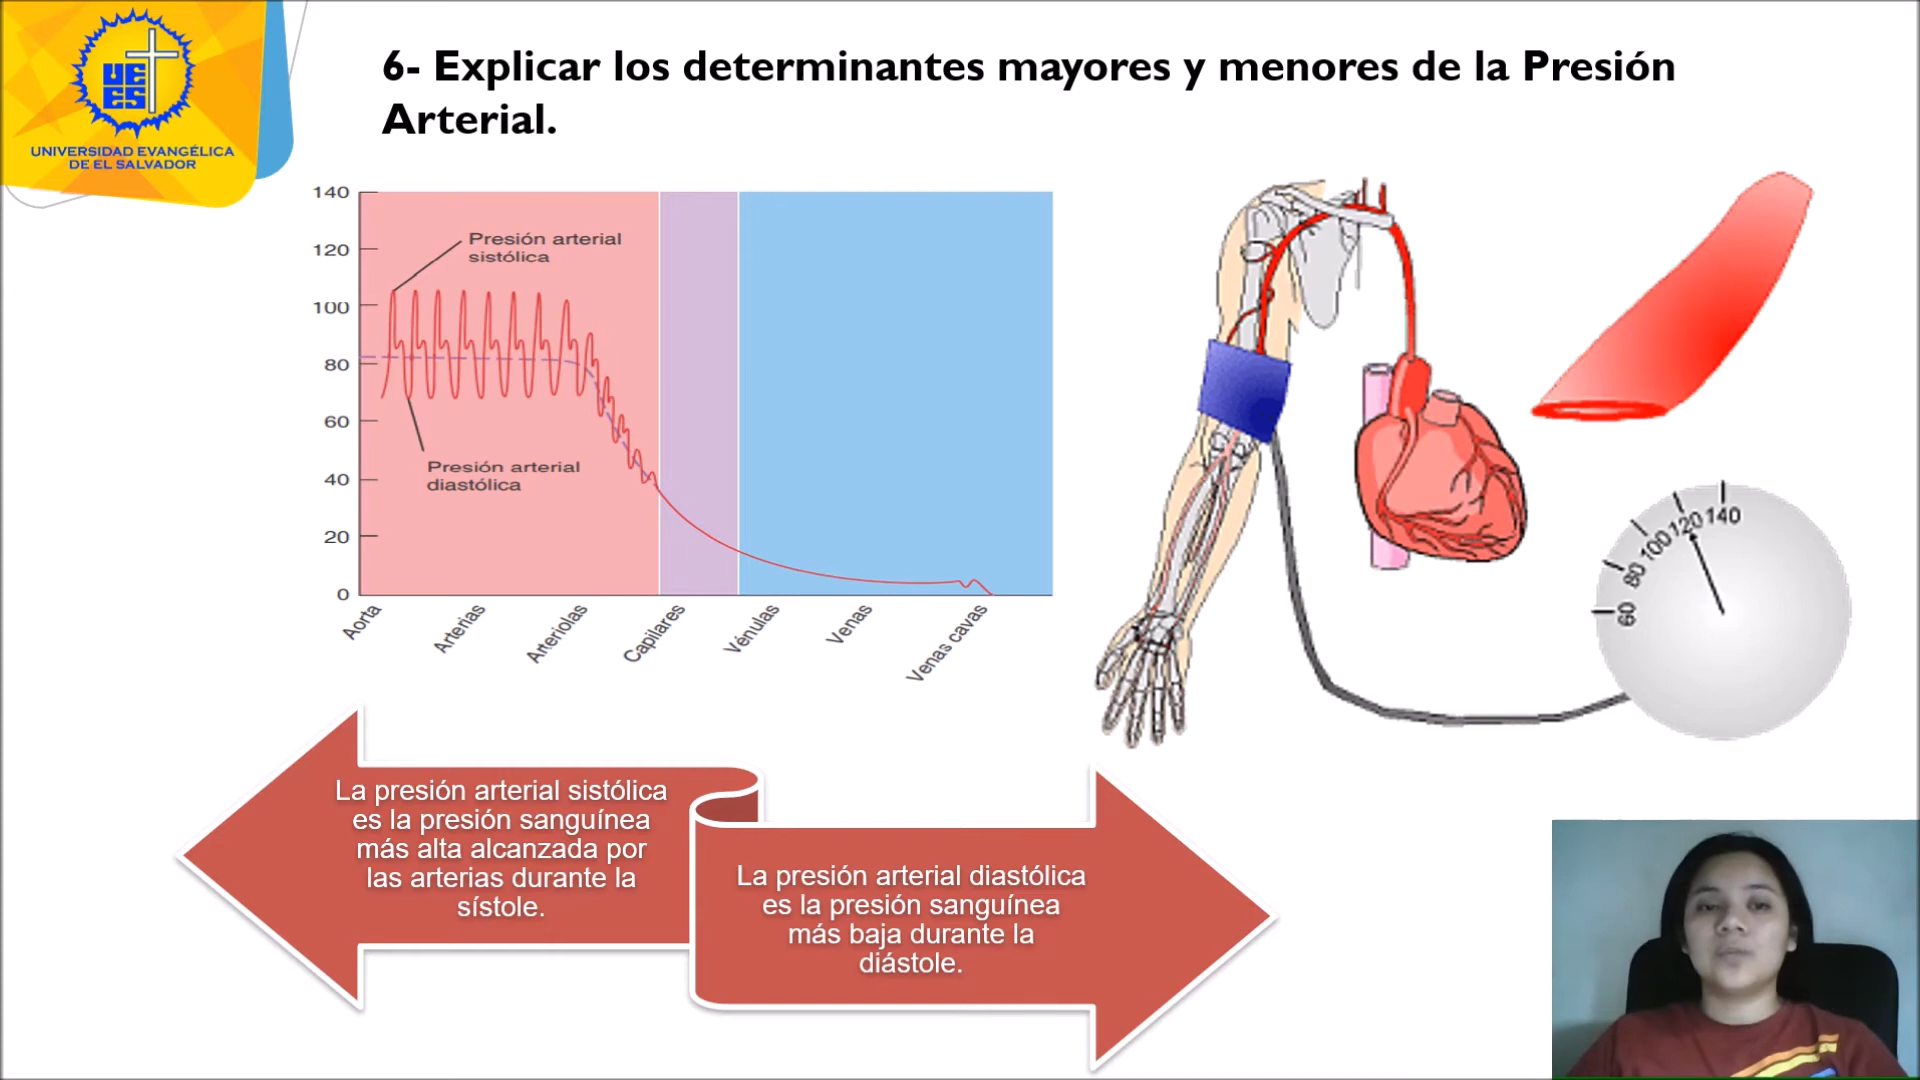 UE
ES
UNIVERSIDAD EVANGÉLICA
DE EL SALVADOR
6- Explicar los determinantes mayores y menores de la Presión
Arterial.
140
120
100
80
60
40
20
0
Presión arterial
sistólica
Presión arterial
diastólica
Aorta
Arterias
Arteriolas
Capilares
Vénulas
Venas
Venas cavas
60
80
100
120
140
La presión arterial sistólica
es la presión sanguínea
más alta alcanzada por
las arterias durante la
sístole.
La presión arterial diastólica
es la presión sanguínea
más baja durante la
diástole.